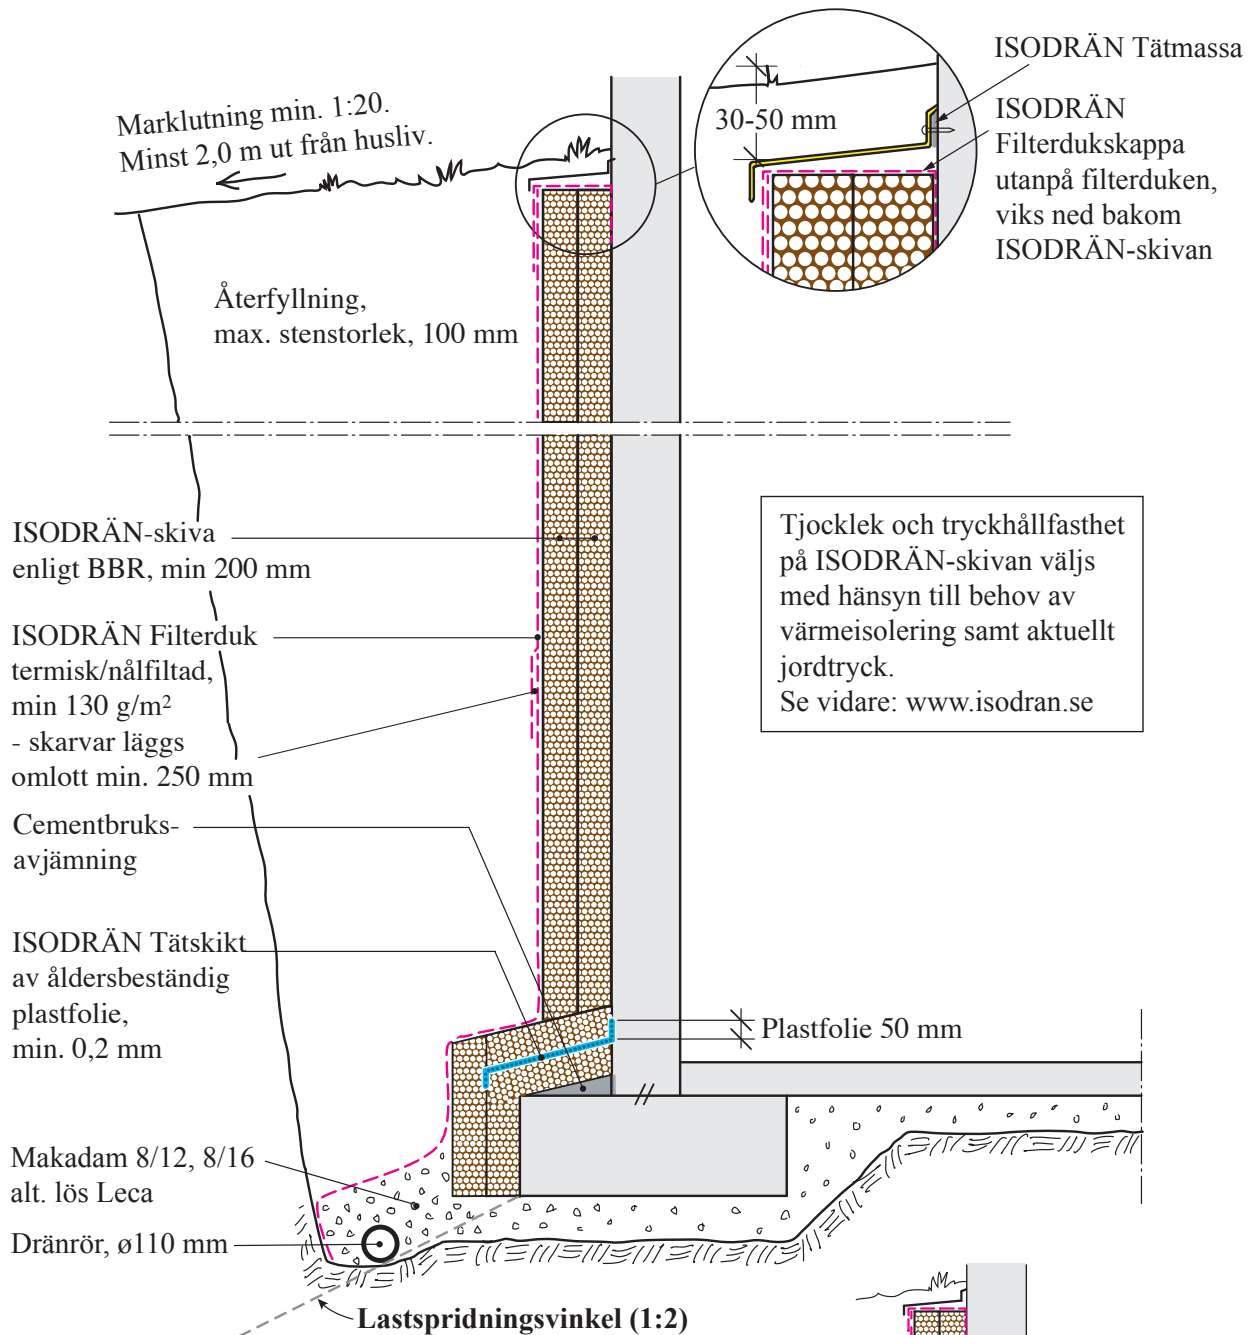 Marklutning min. 1:20.
Minst 2,0 m ut från husliv.
30-50 mm
ISODRÄN Tätmassa
ISODRÄN
Filterdukskappa
utanpå filterduken,
viks ned bakom
ISODRÄN-skivan
Återfyllning,
max. stenstorlek, 100 mm
ISODRÄN-skiva
enligt BBR, min 200 mm
ISODRÄN Filterduk
termisk/nålfiltad,
min 130 g/m²
- skarvar läggs
omlott min. 250 mm
Tjocklek och tryckhållfasthet
på ISODRÄN-skivan väljs
med hänsyn till behov av
värmeisolering samt aktuellt
jordtryck.
Se vidare: www.isodran.se
Cementbruks-
avjämning
ISODRÄN Tätskikt
av åldersbeständig
plastfolie,
min. 0,2 mm
Plastfolie 50 mm
Makadam 8/12, 8/16
alt. lös Leca
Dränrör, ø110 mm
Lastspridningsvinkel (1:2)